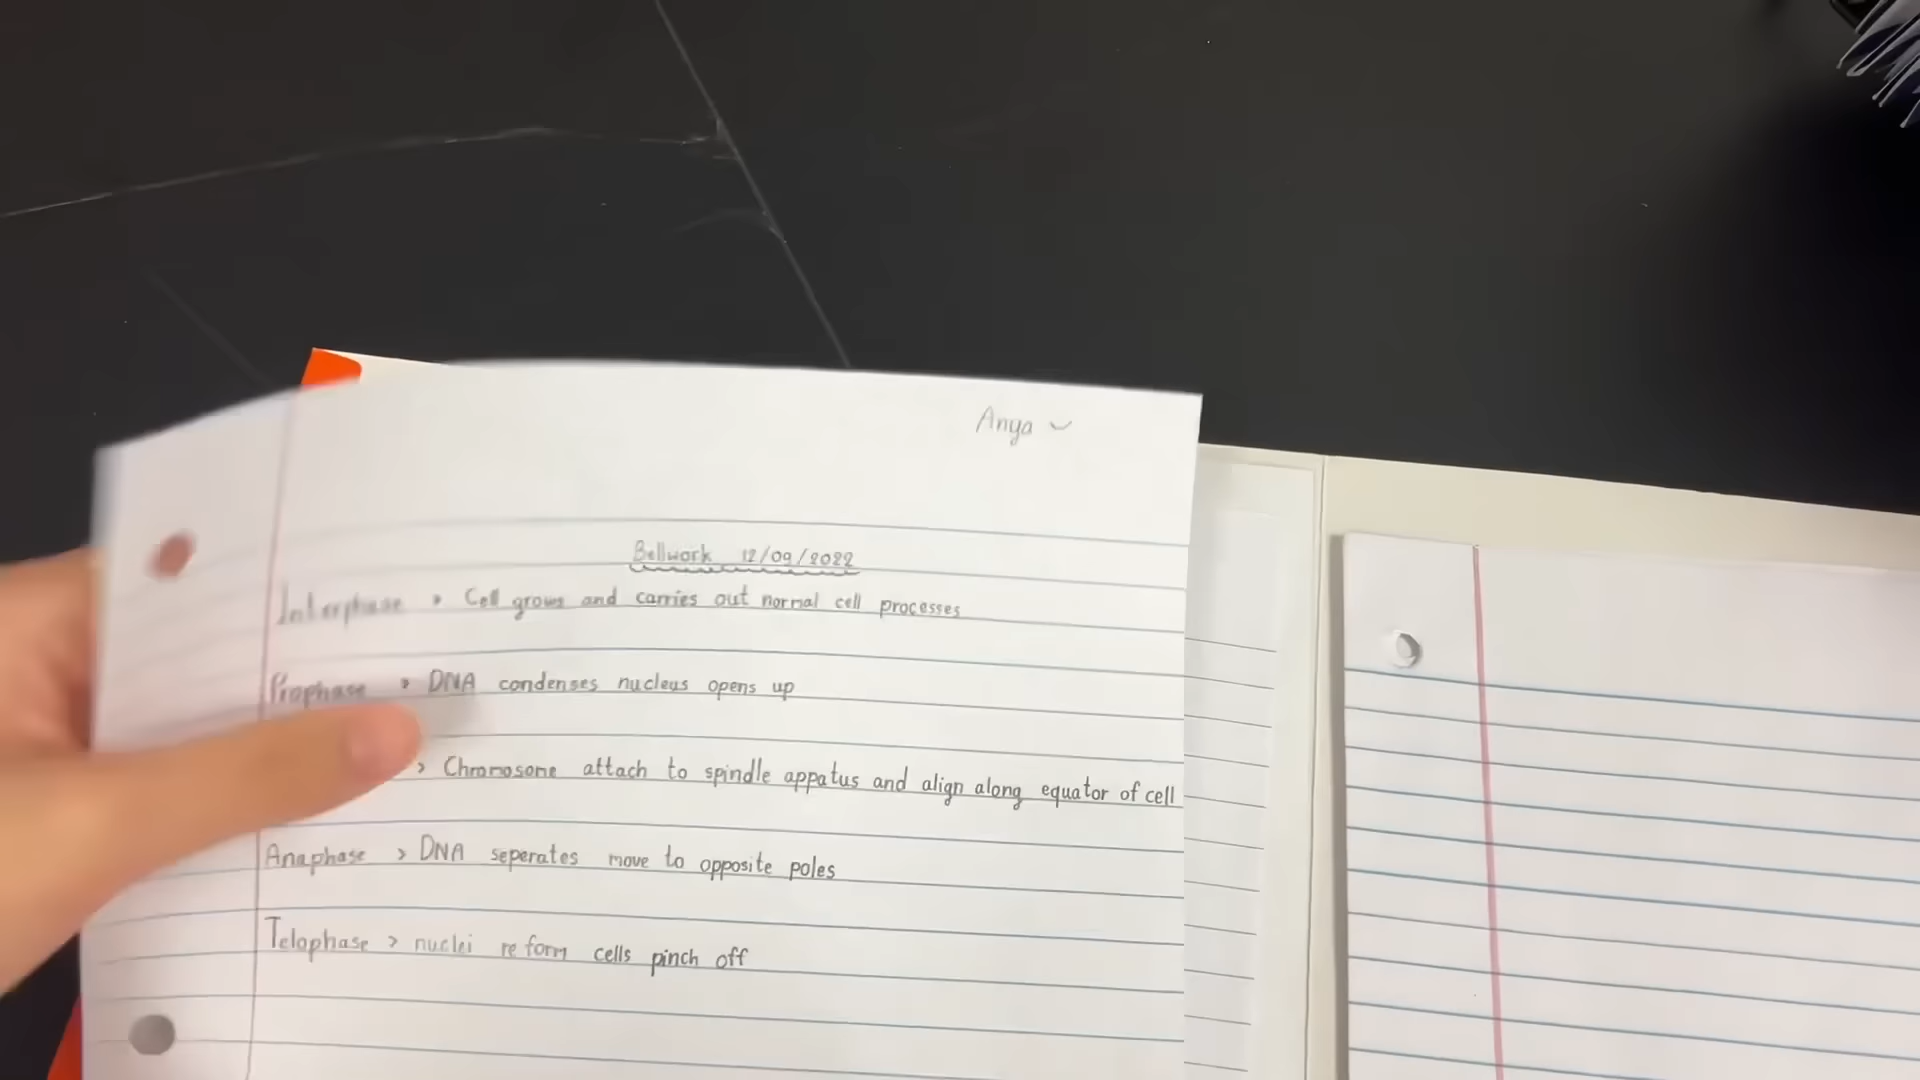 Anya
Bellwork 12/09/2022
Interphase > Cell grows and carries out normal cell processes
Prophase > DNA condenses nucleus opens up
> Chromosome attach to spindle appatus and align along equator of cell
Anaphase > DNA seperates move to opposite poles
Telophase > nuclei re form cells pinch off